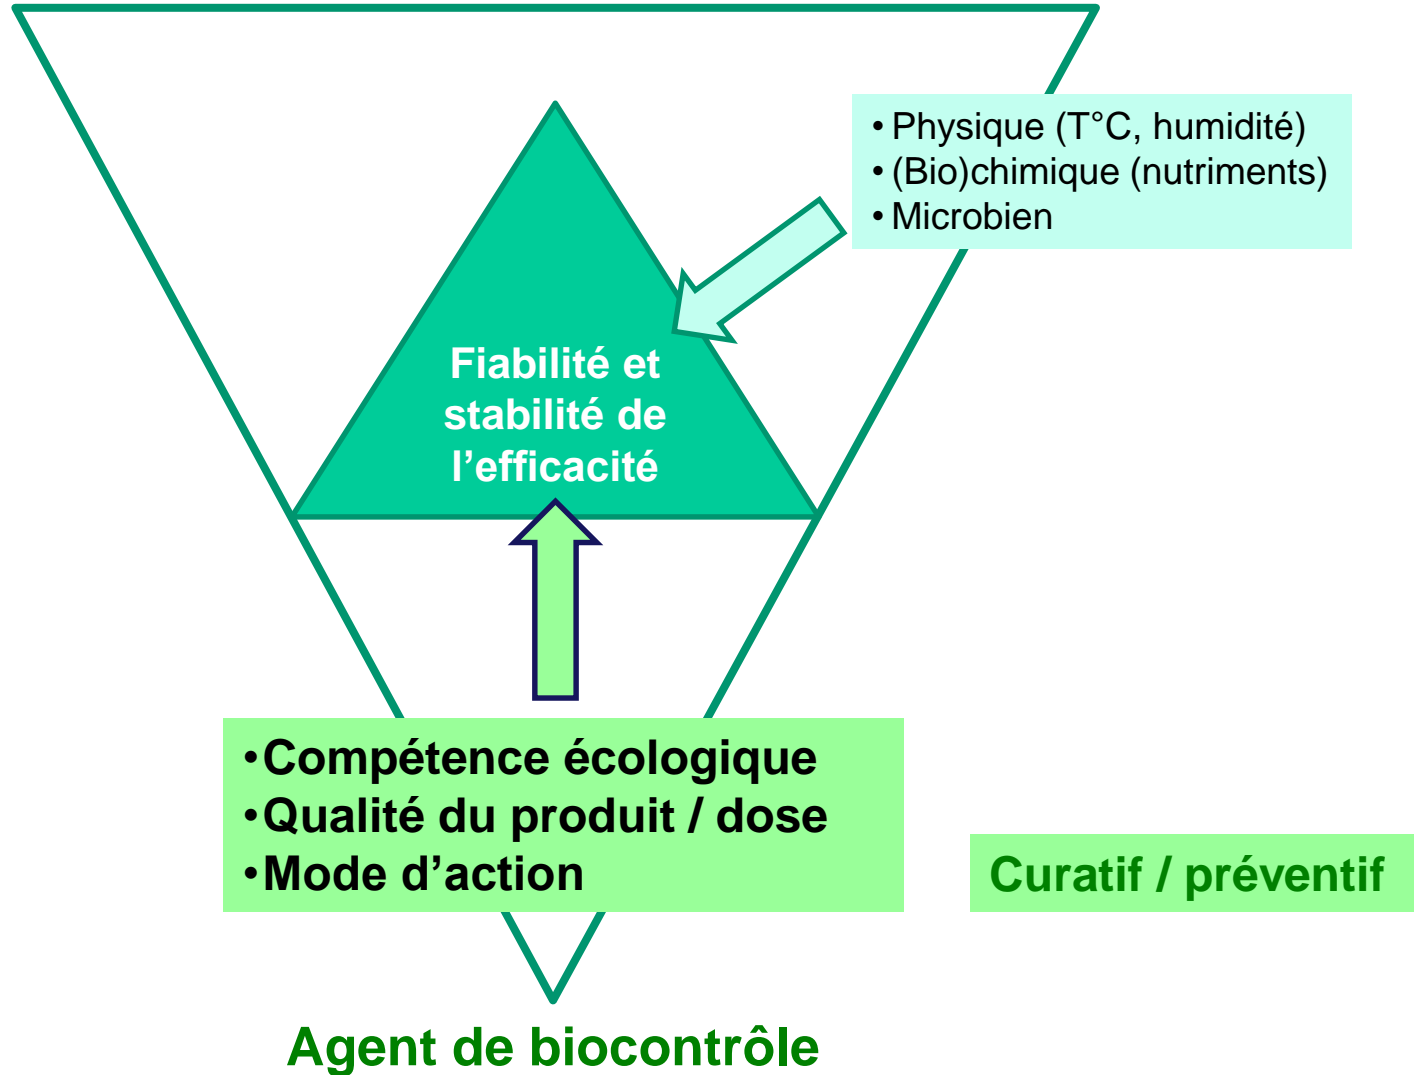 • Physique (T°C, humidité)
• (Bio)chimique (nutriments)
• Microbien
Fiabilité et
stabilité de
l’efficacité
•Compétence écologique
•Qualité du produit / dose
•Mode d’action
Curatif / préventif
Agent de biocontrôle